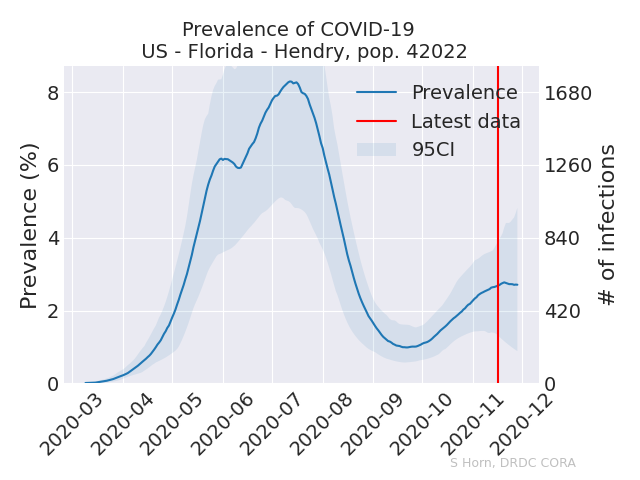 Prevalence of COVID-19
US - Florida - Hendry, pop. 42022
Prevalence
Latest data
95CI
Prevalence (%)
8
6
4
2
0
1680
1260
840
420
0
# of infections
2020-03
2020-04
2020-05
2020-06
2020-07
2020-08
2020-09
2020-10
2020-11
2020-12
S Horn, DRDC CORA